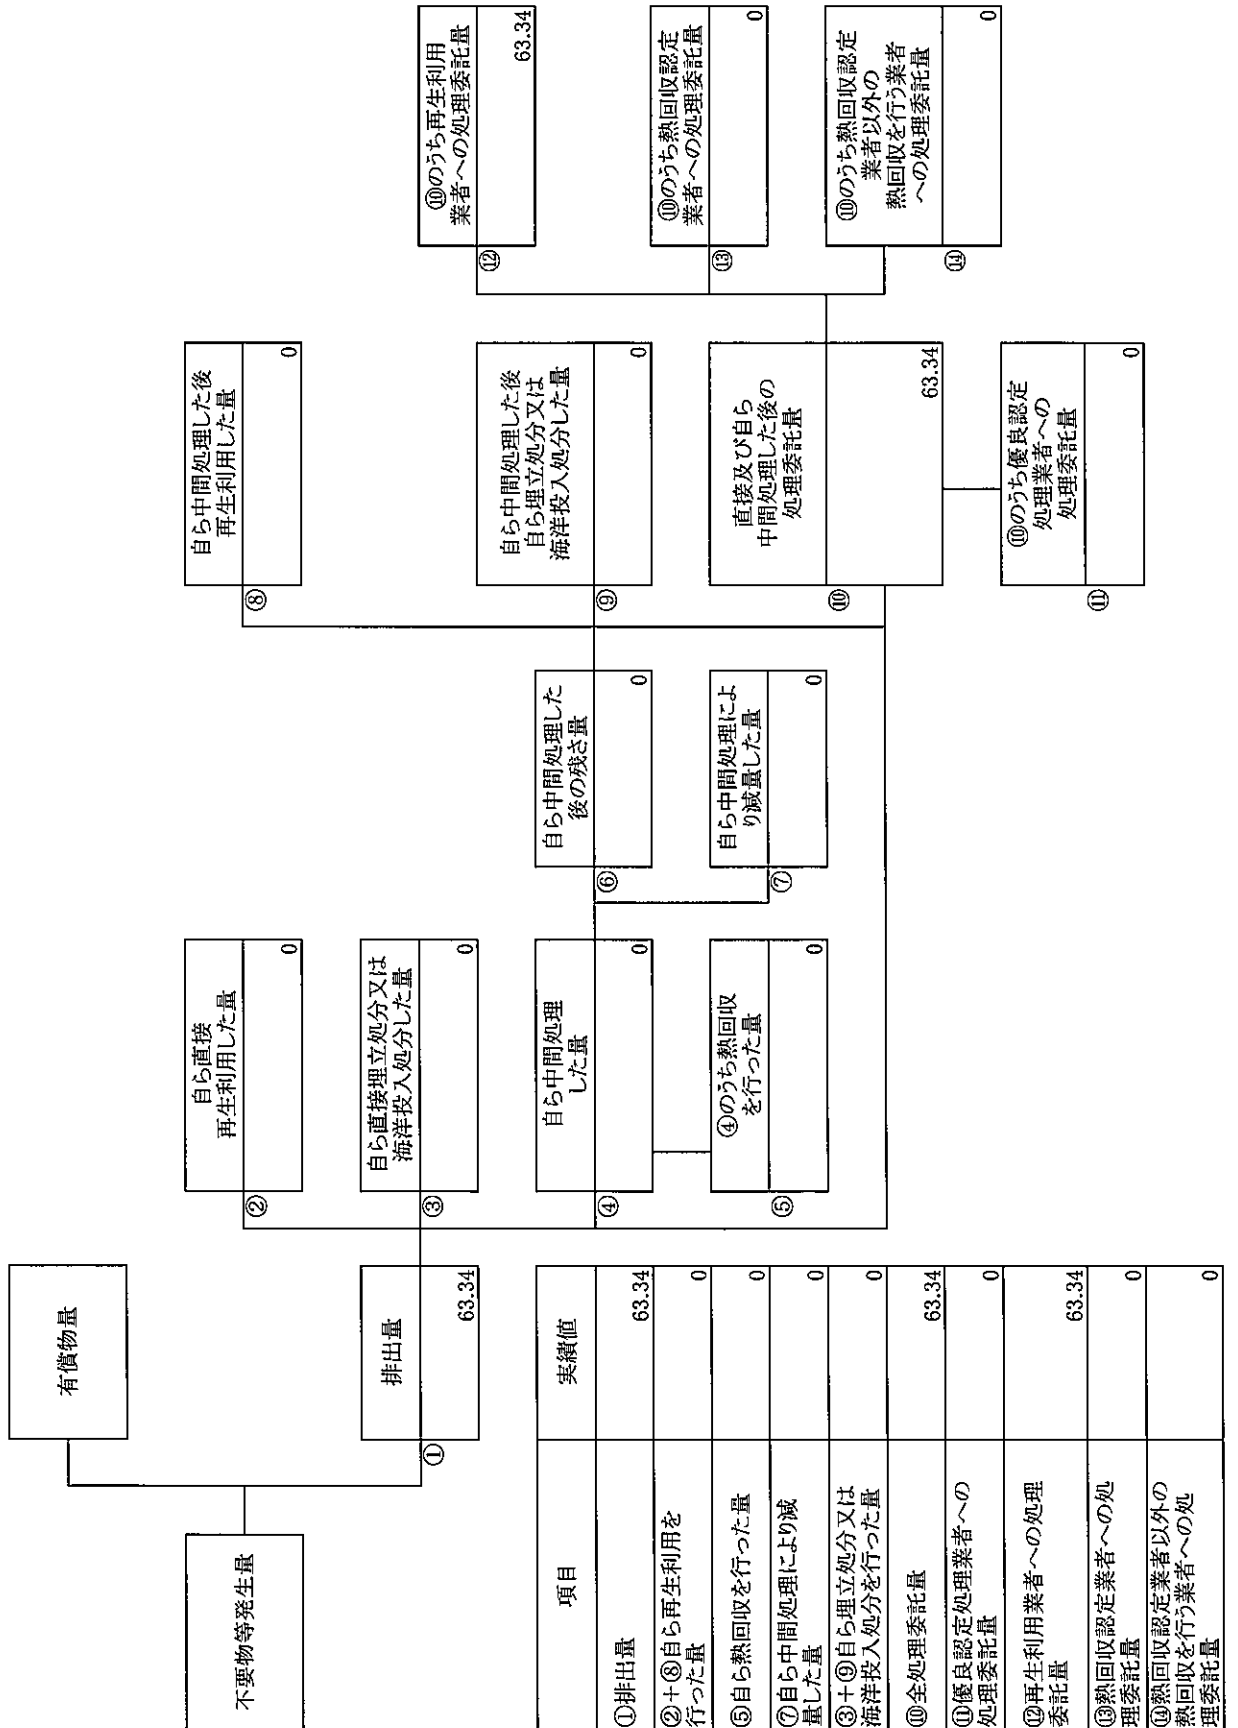 有償物量
不要物等発生量
排出量
①
63.34
自ら直接
再生利用した量
②
0
自ら直接埋立処分又は
海洋投入処分した量
③
0
自ら中間処理
した量
④
0
④のうち熱回収
を行った量
⑤
0
自ら中間処理した
後の残さ量
⑥
0
自ら中間処理によ
り減量した量
⑦
0
自ら中間処理した後
再生利用した量
⑧
0
自ら中間処理した後
自ら埋立処分又は
海洋投入処分した量
⑨
0
直接及び自ら
中間処理した後の
処理委託量
⑩
63.34
⑩のうち優良認定
処理業者への
処理委託量
⑪
0
⑩のうち再生利用
業者への処理委託量
⑫
63.34
⑩のうち熱回収認定
業者への処理委託量
⑬
0
⑩のうち熱回収認定
業者以外の
熱回収を行う業者
への処理委託量
⑭
0
項目
実績値
①排出量
63.34
②+⑧自ら再生利用を
行った量
0
⑤自ら熱回収を行った量
0
⑦自ら中間処理により減
量した量
0
③+⑨自ら埋立処分又は
海洋投入処分を行った量
0
⑩全処理委託量
63.34
⑪優良認定処理業者への
処理委託量
0
⑫再生利用業者への処理
委託量
63.34
⑬熱回収認定業者への処
理委託量
0
⑭熱回収認定業者以外の
熱回収を行う業者への処
理委託量
0